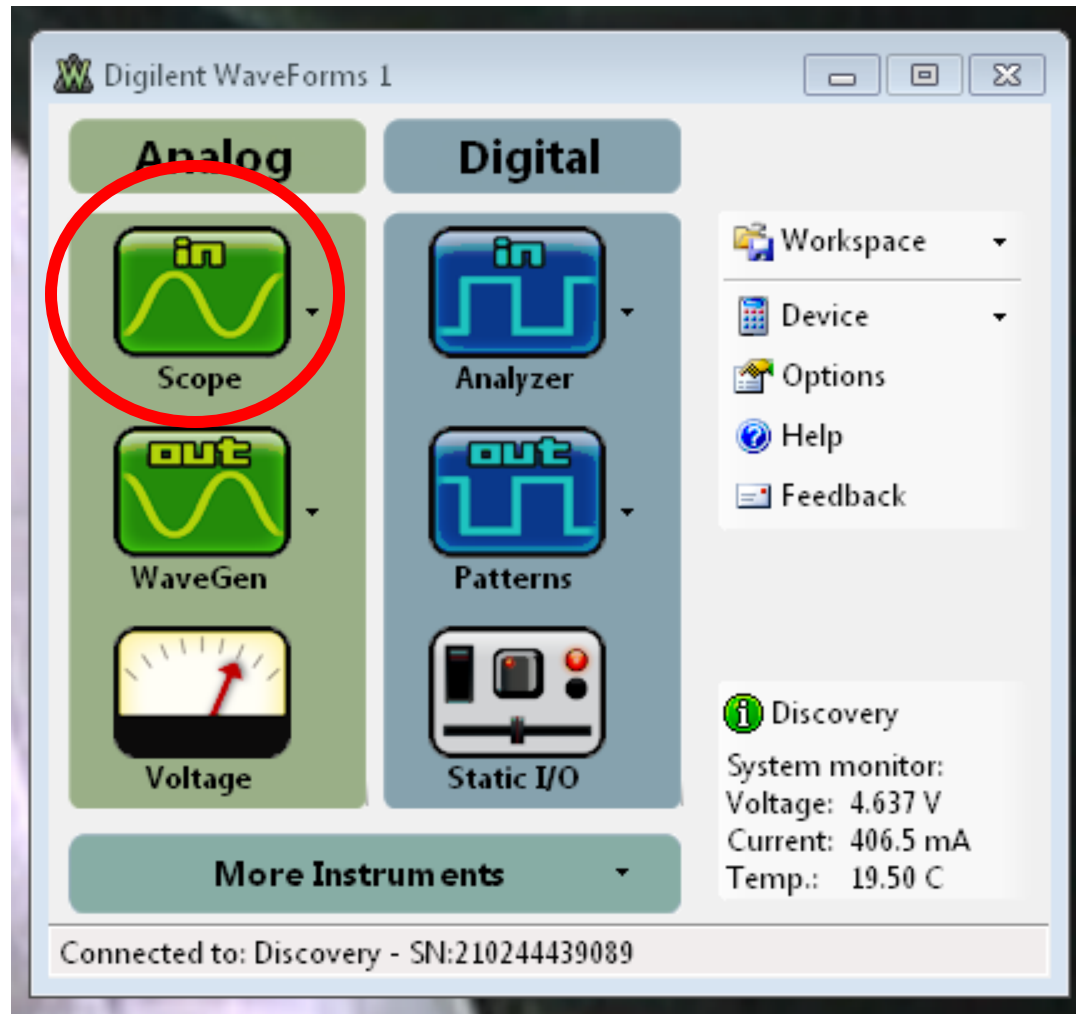 Digilent WaveForms 1
Analog
Digital
in
Scope
in
Analyzer
out
WaveGen
out
Patterns
Voltage
Static I/O
More Instruments
Workspace
Device
Options
Help
Feedback
Discovery
System monitor:
Voltage: 4.637 V
Current: 406.5 mA
Temp.: 19.50 C
Connected to: Discovery - SN:210244439089